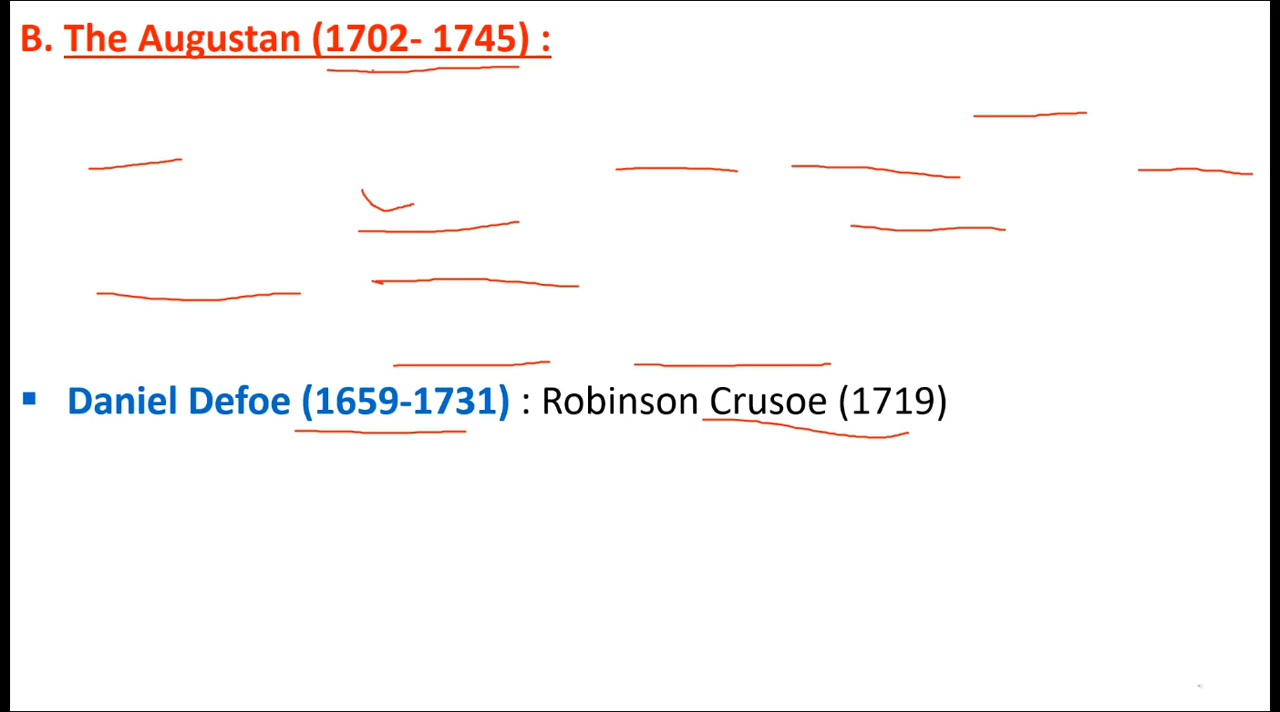 B. The Augustan (1702- 1745) :
▪ Daniel Defoe (1659-1731) : Robinson Crusoe (1719)